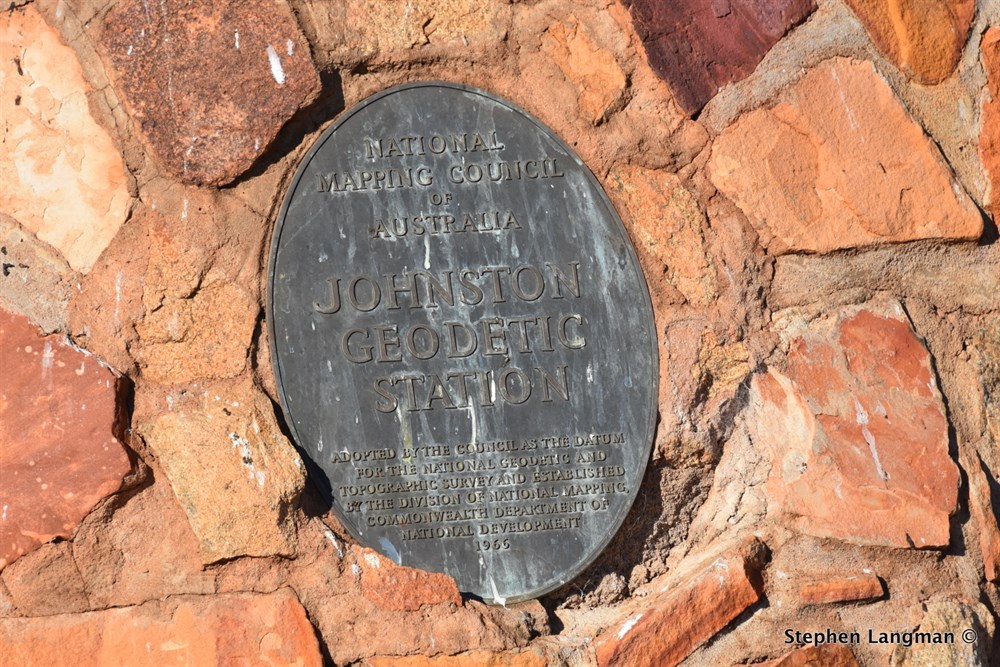 NATIONAL
MAPPING COUNCIL
OF
AUSTRALIA
JOHNSTON
GEODETIC
STATION
ADOPTED BY THE COUNCIL AS THE DATUM
FOR THE NATIONAL GEODETIC AND
TOPOGRAPHIC SURVEY AND ESTABLISHED
BY THE DIVISION OF NATIONAL MAPPING,
COMMONWEALTH DEPARTMENT OF
NATIONAL DEVELOPMENT
1966
Stephen Langman ©